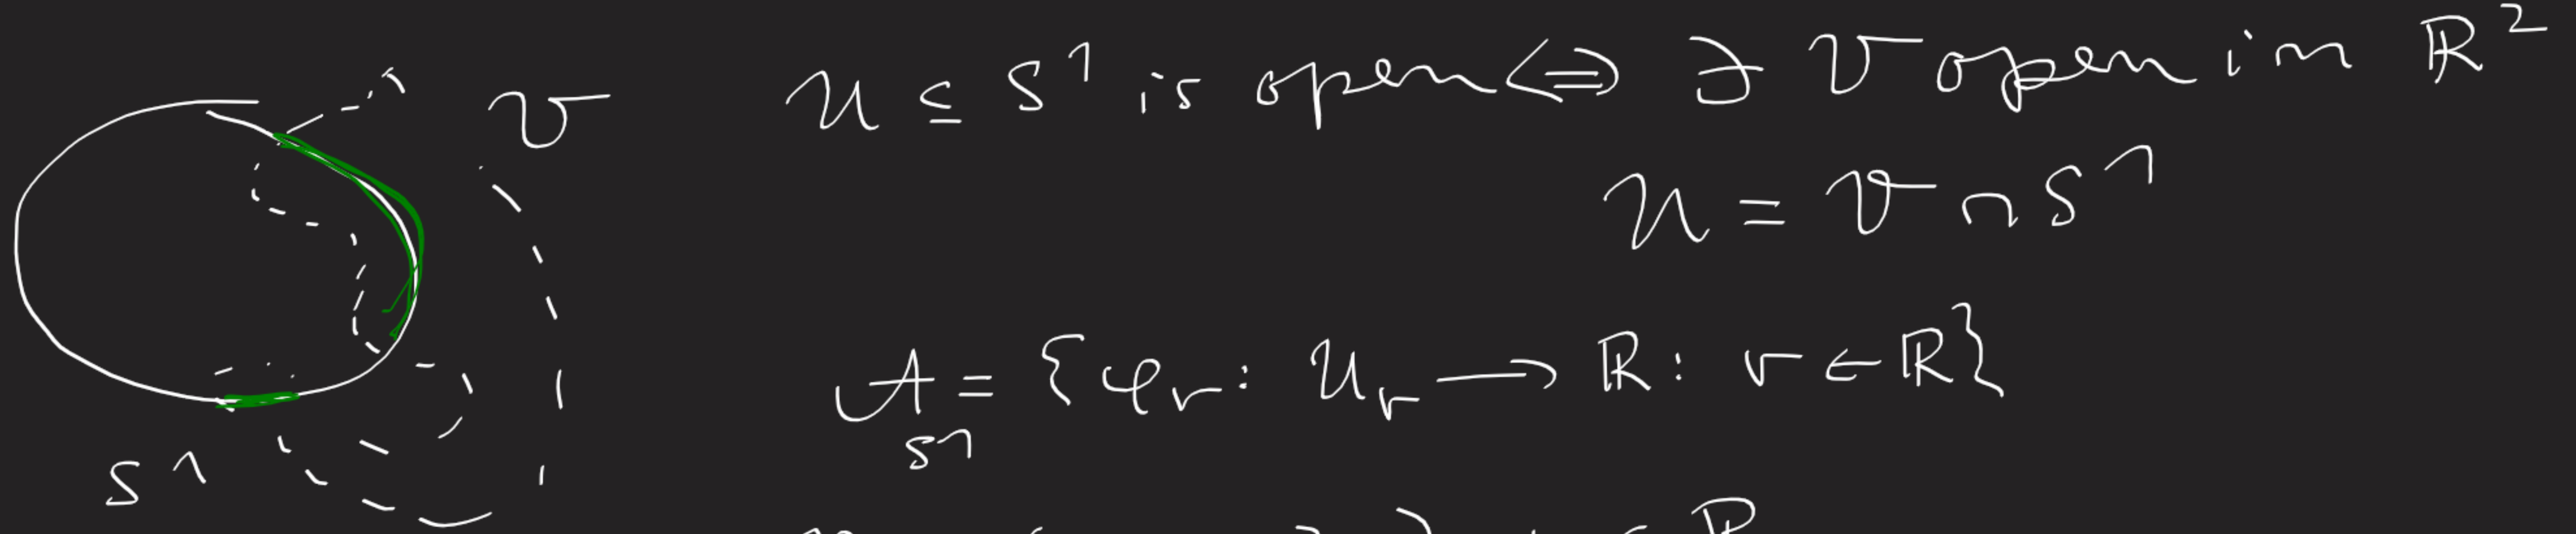 V
U ⊆ S¹ is open ⇔ ∃ V open in ℝ²
U = V ∩ S¹
𝒜_{S¹} = {φ_r : U_r → ℝ : r ∈ ℝ}
S¹